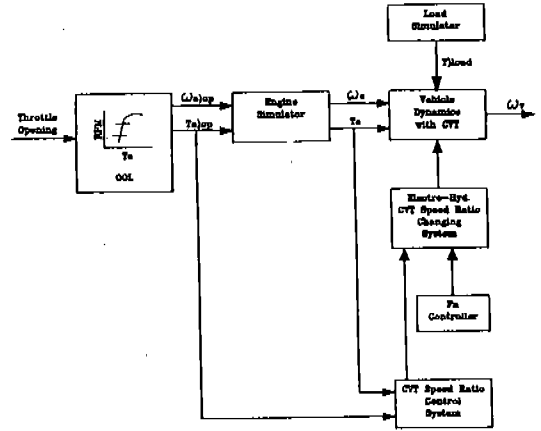 Load
Simulator
T)load
Throttle
Opening
RPM
Te
OOL
(ωe)op
Te)op
Engine
Simulator
ωe
Te
Vehicle
Dynamics
with CVT
ωv
Electro-Hyd.
CVT Speed Ratio
Changing
System
Controller
CVT Speed Ratio
Control
System